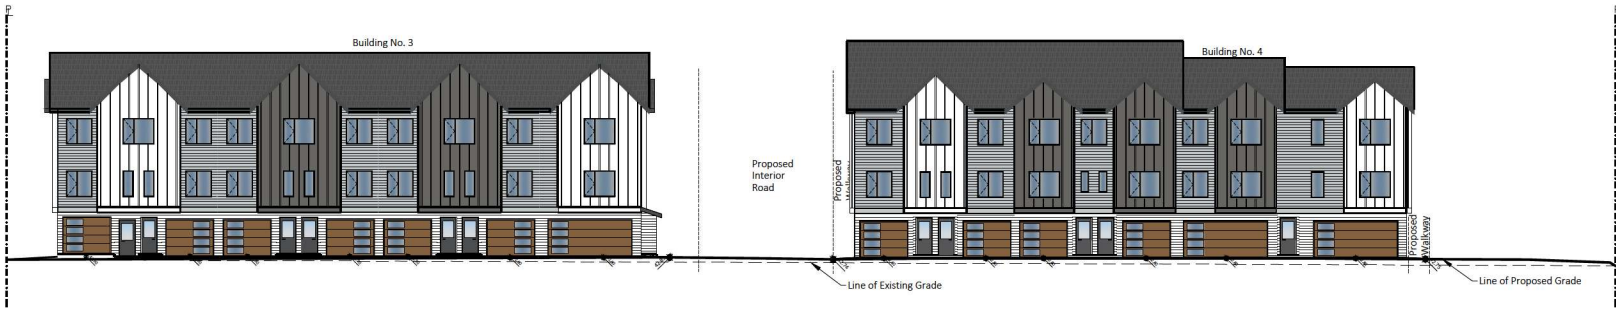 Building No. 3
Building No. 4
Proposed
Interior
Road
Proposed
Proposed
Walkway
Line of Existing Grade
Line of Proposed Grade